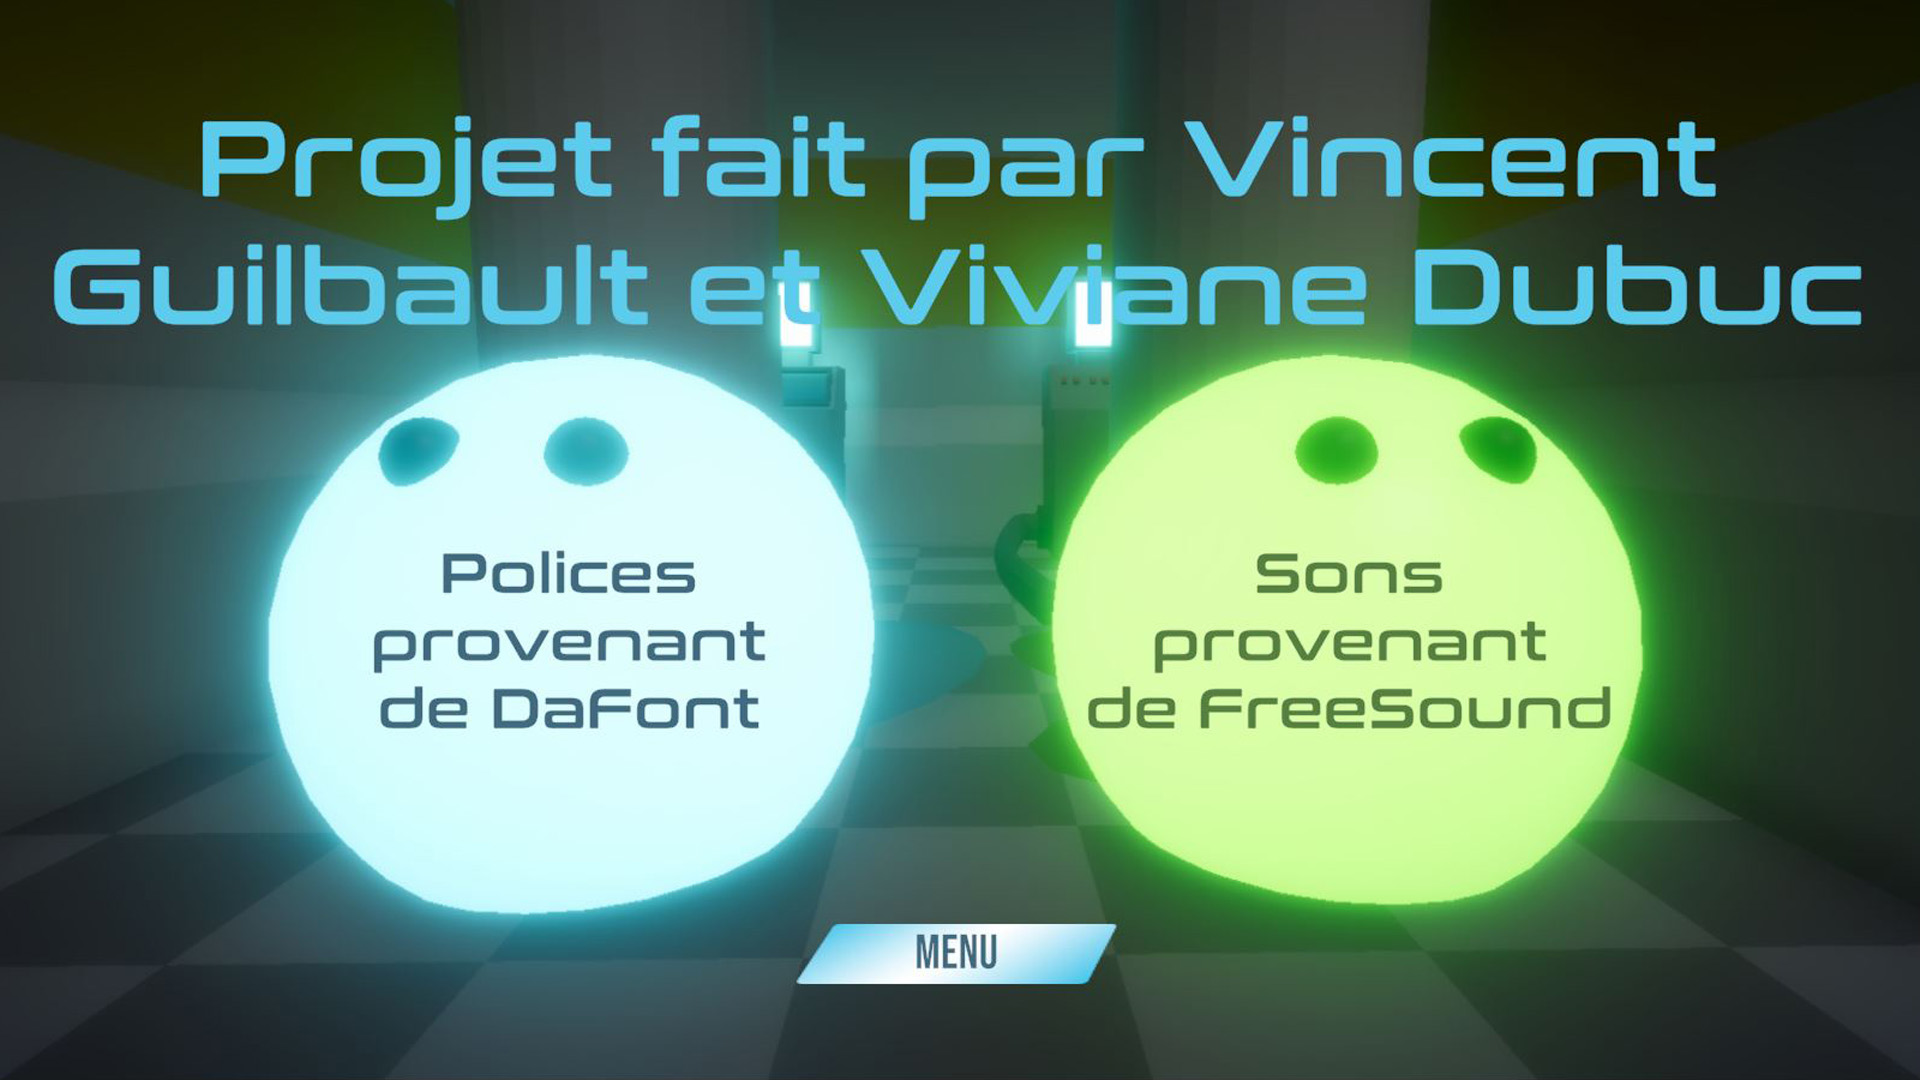 Projet fait par Vincent
Guilbault et Viviane Dubuc
Polices
provenant
de DaFont
Sons
provenant
de FreeSound
MENU